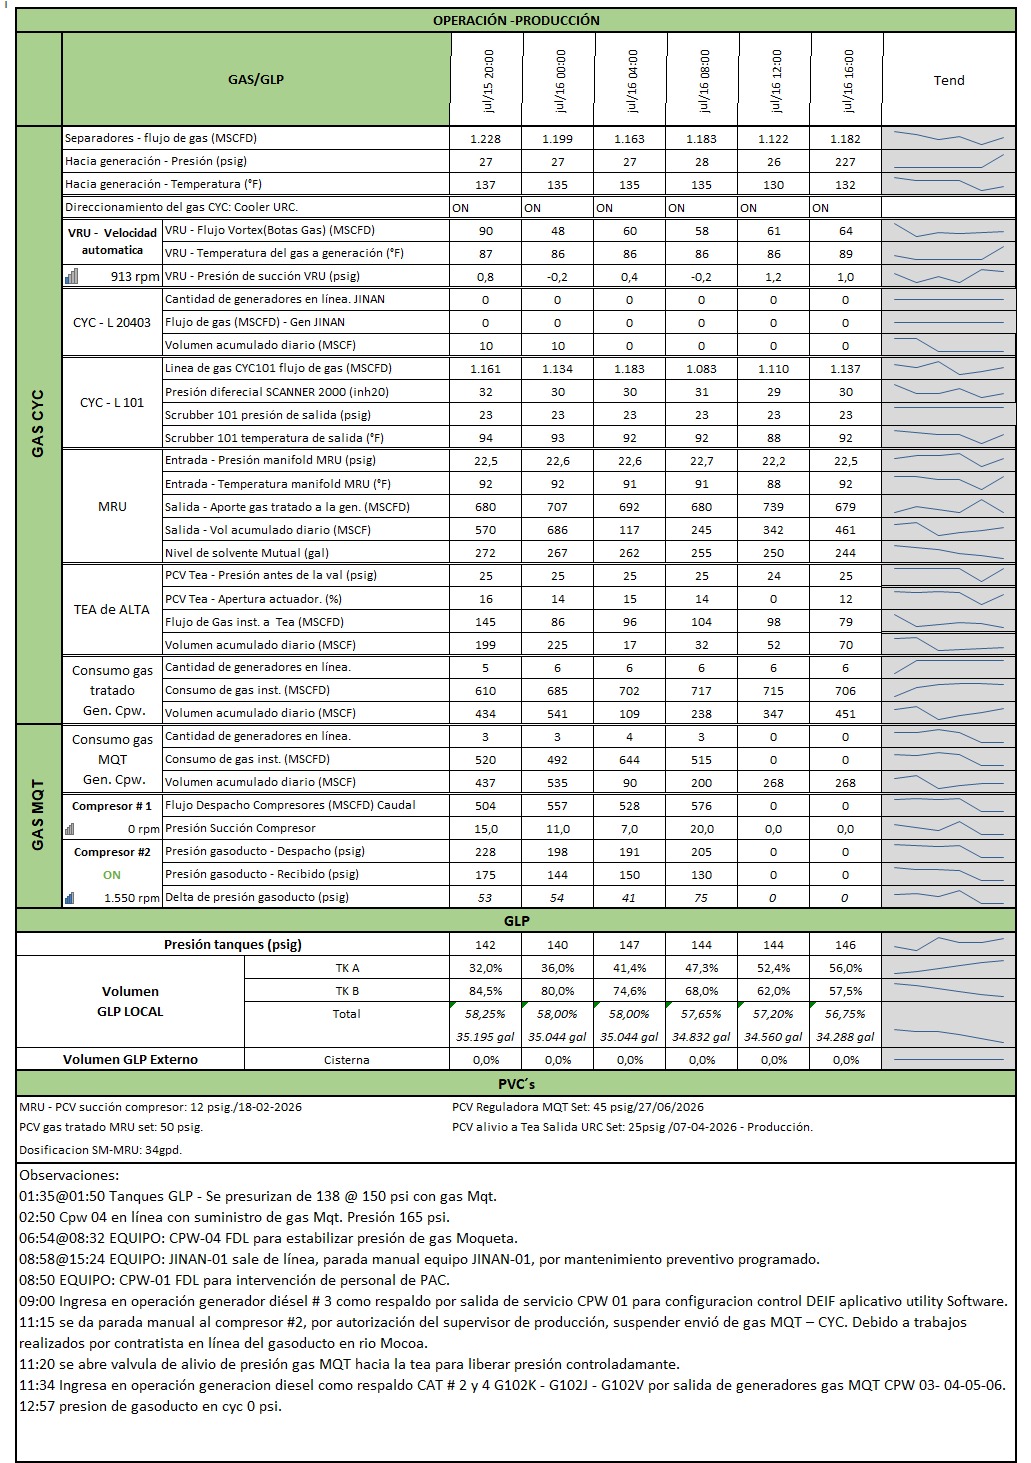 OPERACIÓN -PRODUCCIÓN
GAS/GLP jul/15 20:00 jul/16 00:00 jul/16 04:00 jul/16 08:00 jul/16 12:00 jul/16 16:00 Tend
GAS CYC
Separadores - flujo de gas (MSCFD) 1.228 1.199 1.163 1.183 1.122 1.182
Hacia generación - Presión (psig) 27 27 27 28 26 227
Hacia generación - Temperatura (°F) 137 135 135 135 130 132
Direccionamiento del gas CYC: Cooler URC. ON ON ON ON ON ON
VRU - Velocidad automatica
VRU - Flujo Vortex(Botas Gas) (MSCFD) 90 48 60 58 61 64
VRU - Temperatura del gas a generación (°F) 87 86 86 86 86 89
913 rpm VRU - Presión de succión VRU (psig) 0,8 -0,2 0,4 -0,2 1,2 1,0
CYC - L 20403
Cantidad de generadores en línea. JINAN 0 0 0 0 0 0
Flujo de gas (MSCFD) - Gen JINAN 0 0 0 0 0 0
Volumen acumulado diario (MSCF) 10 10 0 0 0 0
CYC - L 101
Linea de gas CYC101 flujo de gas (MSCFD) 1.161 1.134 1.183 1.083 1.110 1.137
Presión diferecial SCANNER 2000 (inh20) 32 30 30 31 29 30
Scrubber 101 presión de salida (psig) 23 23 23 23 23 23
Scrubber 101 temperatura de salida (°F) 94 93 92 92 88 92
MRU
Entrada - Presión manifold MRU (psig) 22,5 22,6 22,6 22,7 22,2 22,5
Entrada - Temperatura manifold MRU (°F) 92 92 91 91 88 92
Salida - Aporte gas tratado a la gen. (MSCFD) 680 707 692 680 739 679
Salida - Vol acumulado diario (MSCF) 570 686 117 245 342 461
Nivel de solvente Mutual (gal) 272 267 262 255 250 244
TEA de ALTA
PCV Tea - Presión antes de la val (psig) 25 25 25 25 24 25
PCV Tea - Apertura actuador. (%) 16 14 15 14 0 12
Flujo de Gas inst. a Tea (MSCFD) 145 86 96 104 98 79
Volumen acumulado diario (MSCF) 199 225 17 32 52 70
Consumo gas tratado Gen. Cpw.
Cantidad de generadores en línea. 5 6 6 6 6 6
Consumo de gas inst. (MSCFD) 610 685 702 717 715 706
Volumen acumulado diario (MSCF) 434 541 109 238 347 451
GAS MQT
Consumo gas MQT Gen. Cpw.
Cantidad de generadores en línea. 3 3 4 3 0 0
Consumo de gas inst. (MSCFD) 520 492 644 515 0 0
Volumen acumulado diario (MSCF) 437 535 90 200 268 268
Compresor # 1 Flujo Despacho Compresores (MSCFD) Caudal 504 557 528 576 0 0
0 rpm Presión Succión Compresor 15,0 11,0 7,0 20,0 0,0 0,0
Compresor #2 Presión gasoducto - Despacho (psig) 228 198 191 205 0 0
ON Presión gasoducto - Recibido (psig) 175 144 150 130 0 0
1.550 rpm Delta de presión gasoducto (psig) 53 54 41 75 0 0
GLP
Presión tanques (psig) 142 140 147 144 144 146
Volumen GLP LOCAL
TK A 32,0% 36,0% 41,4% 47,3% 52,4% 56,0%
TK B 84,5% 80,0% 74,6% 68,0% 62,0% 57,5%
Total 58,25% 58,00% 58,00% 57,65% 57,20% 56,75%
35.195 gal 35.044 gal 35.044 gal 34.832 gal 34.560 gal 34.288 gal
Volumen GLP Externo Cisterna 0,0% 0,0% 0,0% 0,0% 0,0% 0,0%
PVC´s
MRU - PCV succión compresor: 12 psig./18-02-2026 PCV Reguladora MQT Set: 45 psig/27/06/2026
PCV gas tratado MRU set: 50 psig. PCV alivio a Tea Salida URC Set: 25psig /07-04-2026 - Producción.
Dosificacion SM-MRU: 34gpd.
Observaciones:
01:35@01:50 Tanques GLP - Se presurizan de 138 @ 150 psi con gas Mqt.
02:50 Cpw 04 en línea con suministro de gas Mqt. Presión 165 psi.
06:54@08:32 EQUIPO: CPW-04 FDL para estabilizar presión de gas Moqueta.
08:58@15:24 EQUIPO: JINAN-01 sale de línea, parada manual equipo JINAN-01, por mantenimiento preventivo programado.
08:50 EQUIPO: CPW-01 FDL para intervención de personal de PAC.
09:00 Ingresa en operación generador diésel # 3 como respaldo por salida de servicio CPW 01 para configuracion control DEIF aplicativo utility Software.
11:15 se da parada manual al compresor #2, por autorización del supervisor de producción, suspender envió de gas MQT – CYC. Debido a trabajos
realizados por contratista en línea del gasoducto en rio Mocoa.
11:20 se abre valvula de alivio de presión gas MQT hacia la tea para liberar presión controladamante.
11:34 Ingresa en operación generacion diesel como respaldo CAT # 2 y 4 G102K - G102J - G102V por salida de generadores gas MQT CPW 03- 04-05-06.
12:57 presion de gasoducto en cyc 0 psi.